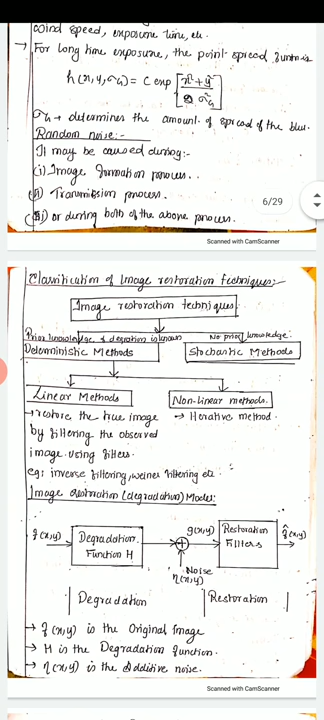 wind speed, exposure time, etc.
→ For long time exposure, the point spread function is
h(x,y,σb) = c exp [x²+y² / 2σ²b]
σb → determines the amount of spread of the blur.
Random noise:-
It may be caused during:-
(i) Image formation process.
(ii) Transmission process.
(iii) or during both of the above process.
6/29
Scanned with CamScanner
Classification of Image restoration techniques:-
Image restoration techniques
Prior knowledge of degration is known
No prior knowledge.
Deterministic Methods
Stochastic Methods
Linear Methods
Non-linear methods.
→ restore the true image
→ Iterative method.
by filtering the observed
image using filters.
eg: inverse filtering, weiner filtering etc
Image restoration (degradation) Model:
f(x,y)
Degradation
Function H
g(x,y)
Restoration
Filters
f̂(x,y)
+
Noise
η(x,y)
Degradation
Restoration
→ f(x,y) is the Original Image
→ H is the Degradation function.
→ η(x,y) is the Additive noise.
Scanned with CamScanner